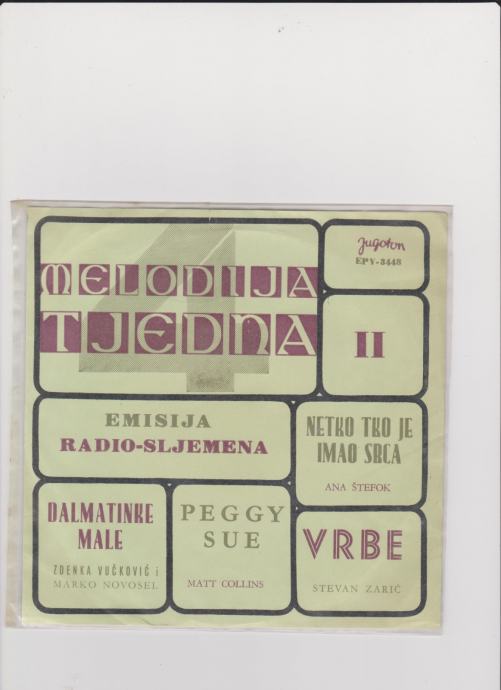 4
MELODIJA
TJEDNA
Jugoton
EPY-3448
II
EMISIJA
RADIO-SLJEMENA
NETKO TKO JE
IMAO SRCA
ANA ŠTEFOK
DALMATINKE
MALE
ZDENKA VUČKOVIĆ i
MARKO NOVOSEL
PEGGY
SUE
MATT COLLINS
VRBE
STEVAN ZARIĆ